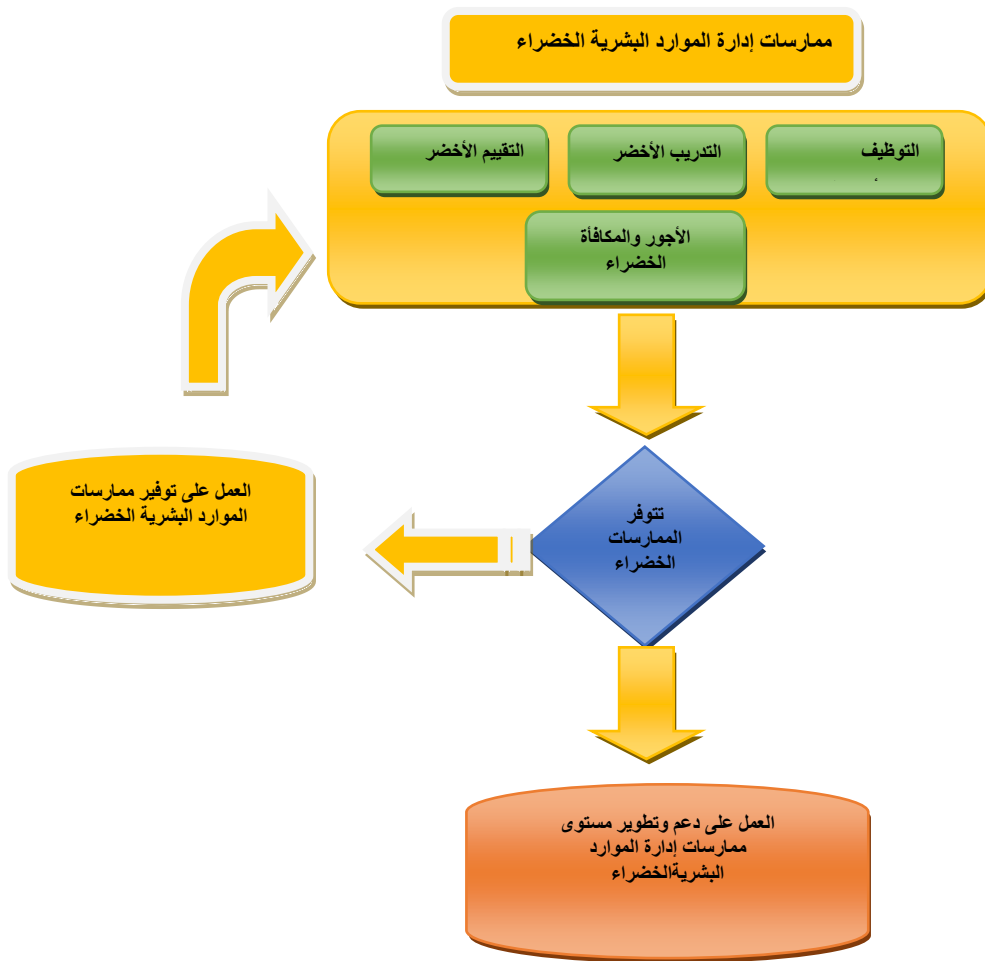 ممارسات إدارة الموارد البشرية الخضراء
التوظيف
التدريب الأخضر
التقييم الأخضر
الأجور والمكافأة
الخضراء
تتوفر
الممارسات
الخضراء
العمل على توفير ممارسات
الموارد البشرية الخضراء
العمل على دعم وتطوير مستوى
ممارسات إدارة الموارد
البشريةالخضراء